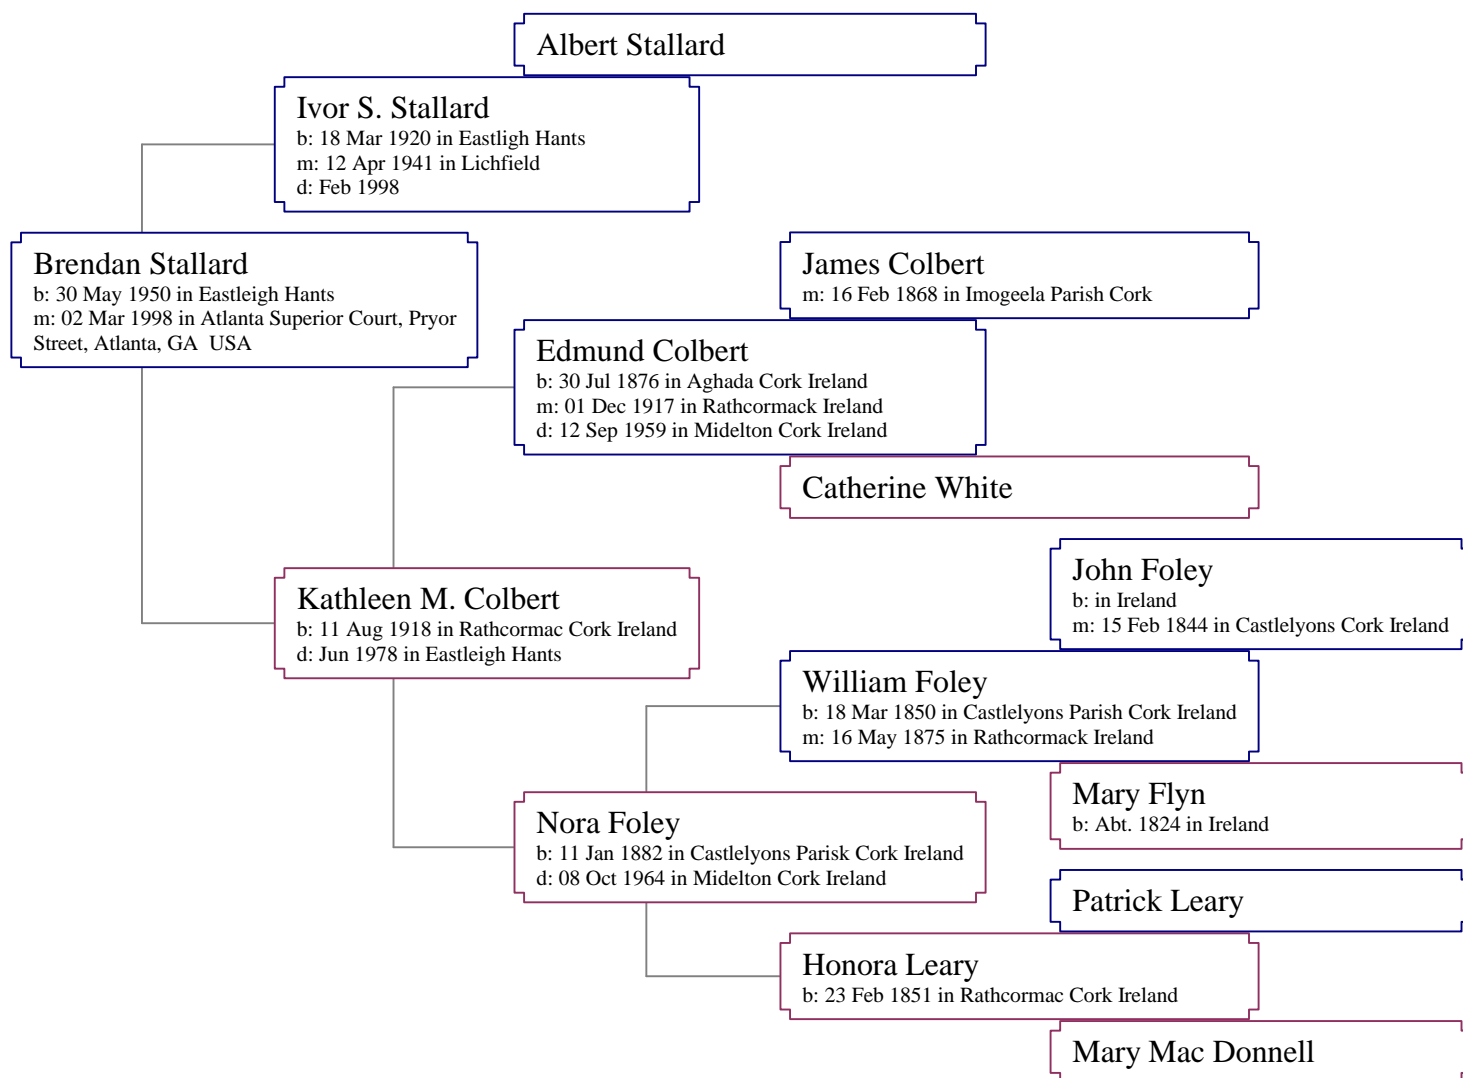 Albert Stallard
Ivor S. Stallard
b: 18 Mar 1920 in Eastligh Hants
m: 12 Apr 1941 in Lichfield
d: Feb 1998
Brendan Stallard
b: 30 May 1950 in Eastleigh Hants
m: 02 Mar 1998 in Atlanta Superior Court, Pryor
Street, Atlanta, GA  USA
James Colbert
m: 16 Feb 1868 in Imogeela Parish Cork
Edmund Colbert
b: 30 Jul 1876 in Aghada Cork Ireland
m: 01 Dec 1917 in Rathcormack Ireland
d: 12 Sep 1959 in Midelton Cork Ireland
Catherine White
Kathleen M. Colbert
b: 11 Aug 1918 in Rathcormac Cork Ireland
d: Jun 1978 in Eastleigh Hants
John Foley
b: in Ireland
m: 15 Feb 1844 in Castlelyons Cork Ireland
William Foley
b: 18 Mar 1850 in Castlelyons Parish Cork Ireland
m: 16 May 1875 in Rathcormack Ireland
Mary Flyn
b: Abt. 1824 in Ireland
Nora Foley
b: 11 Jan 1882 in Castlelyons Parisk Cork Ireland
d: 08 Oct 1964 in Midelton Cork Ireland
Patrick Leary
Honora Leary
b: 23 Feb 1851 in Rathcormac Cork Ireland
Mary Mac Donnell